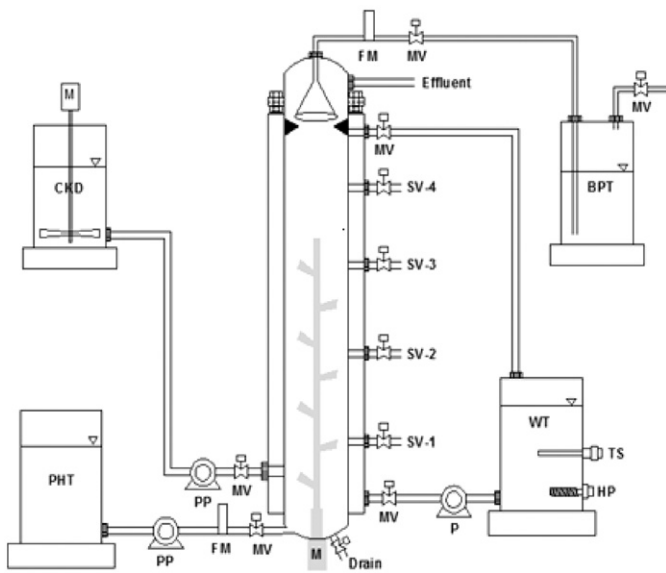 FM
MV
Effluent
MV
M
MV
CKD
BPT
SV-4
SV-3
SV-2
SV-1
WT
TS
PHT
PP
MV
HP
MV
P
PP
FM
MV
M
Drain